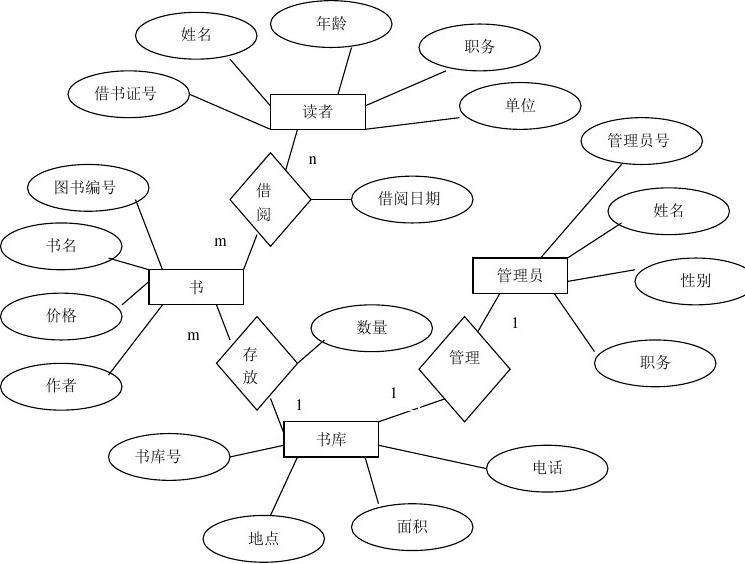 年龄
姓名
职务
借书证号
单位
读者
管理员号
n
借
阅
图书编号
借阅日期
姓名
m
书名
管理员
性别
书
价格
数量
1
m
存
放
管理
职务
作者
1
1
书库
书库号
电话
面积
地点